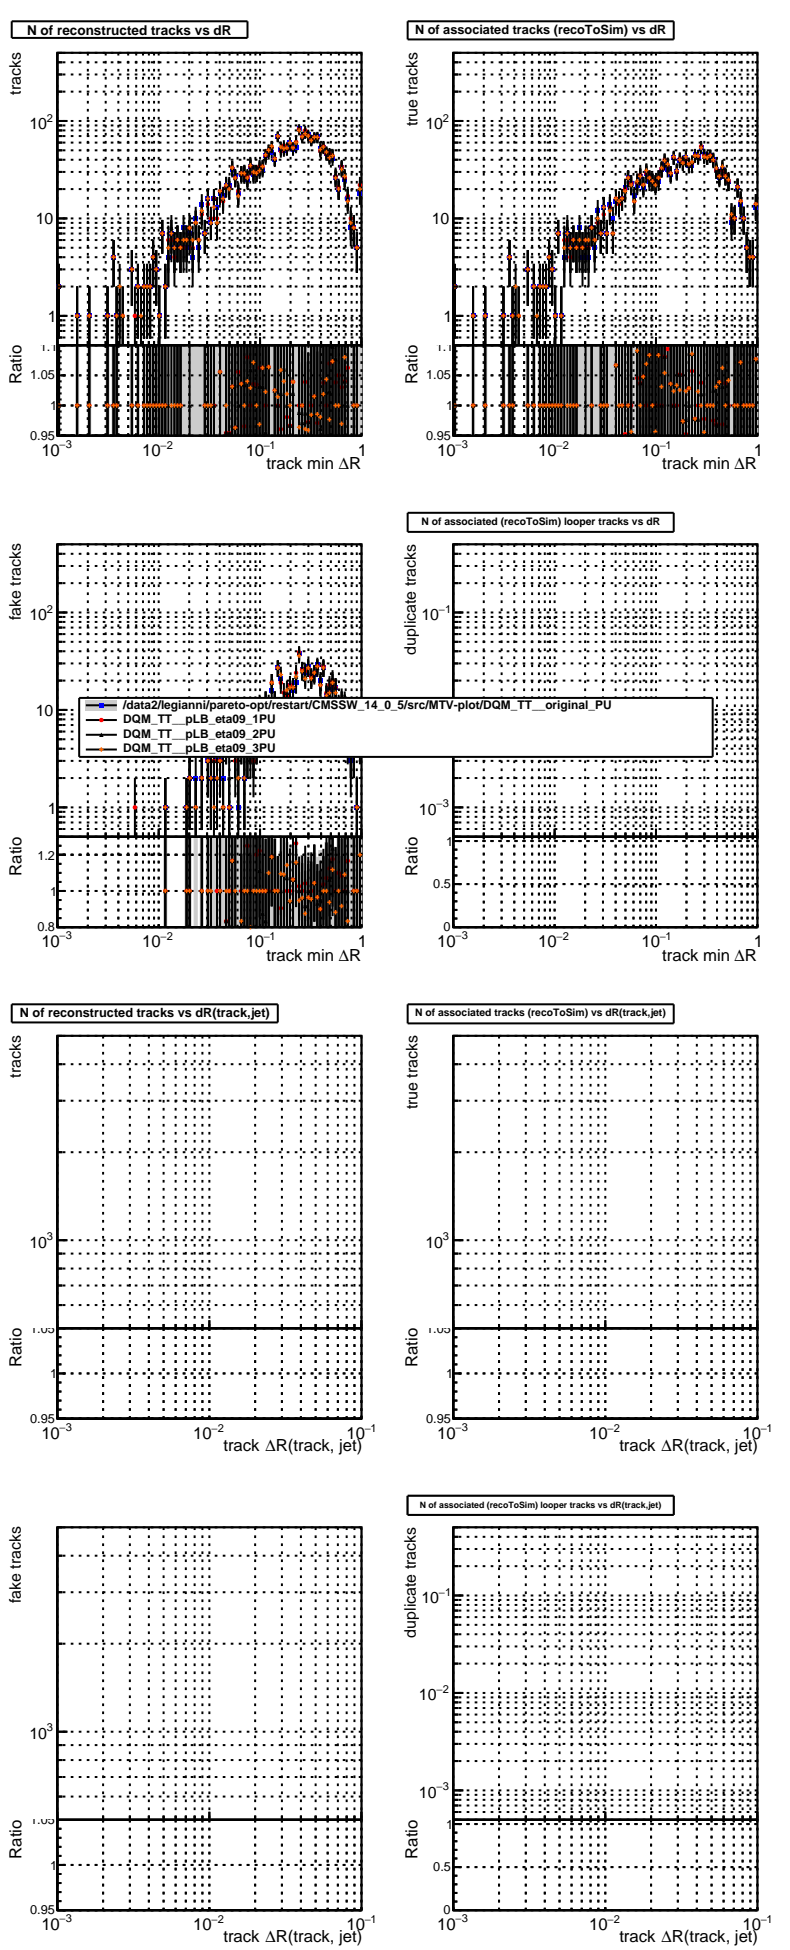 N of reconstructed tracks vs dR
N of associated tracks (recoToSim) vs dR
tracks
10²
10
1
Ratio
1.1
1.05
1
0.95
10⁻³
10⁻²
10⁻¹
1
track min ΔR
true tracks
10²
10
1
Ratio
1.1
1.05
1
0.95
10⁻³
10⁻²
10⁻¹
1
track min ΔR
N of associated (recoToSim) looper tracks vs dR
fake tracks
10²
10
1
Ratio
1.2
1
0.8
10⁻³
10⁻²
10⁻¹
1
track min ΔR
duplicate tracks
10⁻¹
10⁻³
Ratio
1
0.5
0
10⁻³
10⁻²
10⁻¹
1
track min ΔR
/data2/legianni/pareto-opt/restart/CMSSW_14_0_5/src/MTV-plot/DQM_TT__original_PU
DQM_TT__pLB_eta09_1PU
DQM_TT__pLB_eta09_2PU
DQM_TT__pLB_eta09_3PU
N of reconstructed tracks vs dR(track,jet)
N of associated tracks (recoToSim) vs dR(track,jet)
tracks
10³
Ratio
1.05
1
0.95
10⁻³
10⁻²
10⁻¹
track ΔR(track, jet)
true tracks
10³
Ratio
1.05
1
0.95
10⁻³
10⁻²
10⁻¹
track ΔR(track, jet)
N of associated (recoToSim) looper tracks vs dR(track,jet)
fake tracks
10³
Ratio
1.05
1
0.95
10⁻³
10⁻²
10⁻¹
track ΔR(track, jet)
duplicate tracks
10⁻¹
10⁻²
10⁻³
Ratio
1
0.5
0
10⁻³
10⁻²
10⁻¹
track ΔR(track, jet)